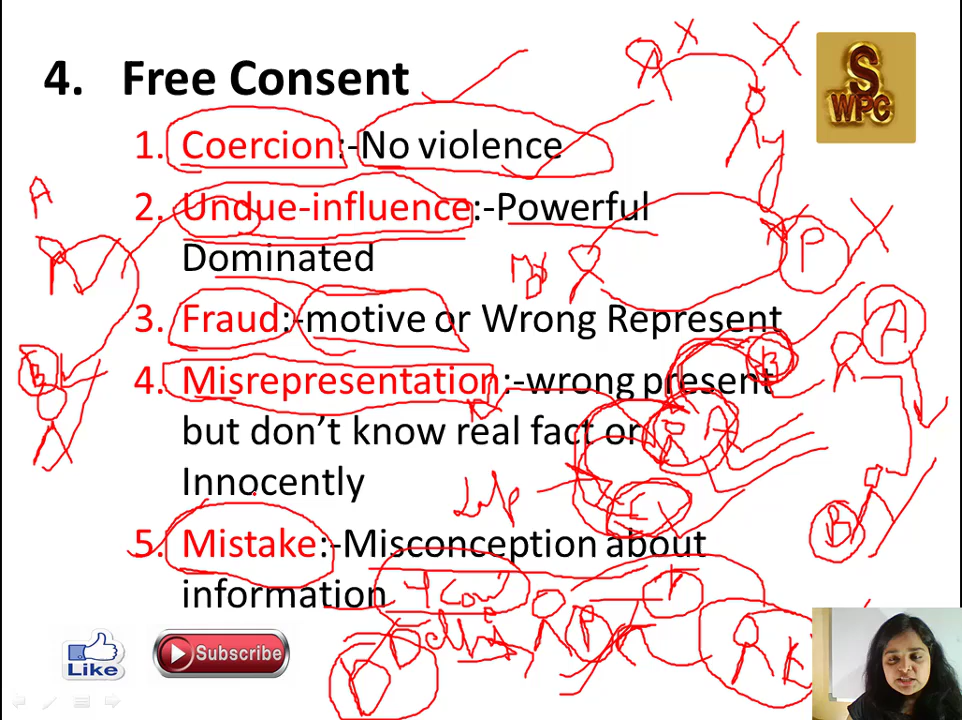 4. Free Consent
1. Coercion:-No violence
2. Undue-influence:-Powerful
Dominated
3. Fraud:-motive or Wrong Represent
4. Misrepresentation:-wrong present
but don't know real fact or
Innocently
5. Mistake:-Misconception about
information
S
WPC
A
X
X
A
P
X
B
A
B
B
Like
Subscribe